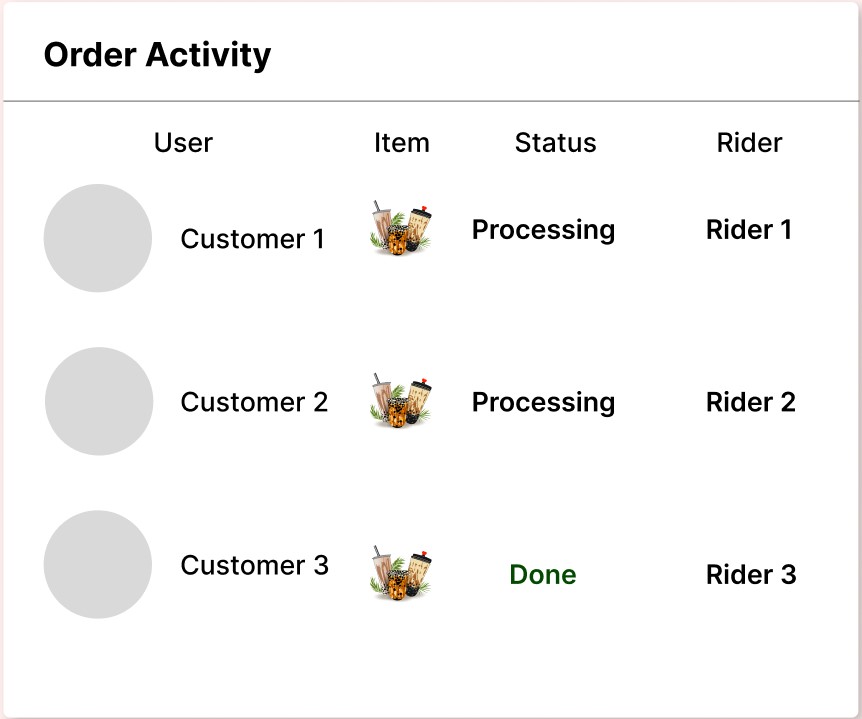 Order Activity
User Item Status Rider
Customer 1 Processing Rider 1
Customer 2 Processing Rider 2
Customer 3 Done Rider 3